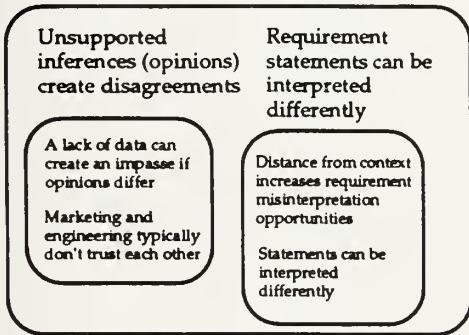 Unsupported
inferences (opinions)
create disagreements
A lack of data can
create an impasse if
opinions differ
Marketing and
engineering typically
don't trust each other
Requirement
statements can be
interpreted
differently
Distance from context
increases requirement
misinterpretation
opportunities
Statements can be
interpreted
differently